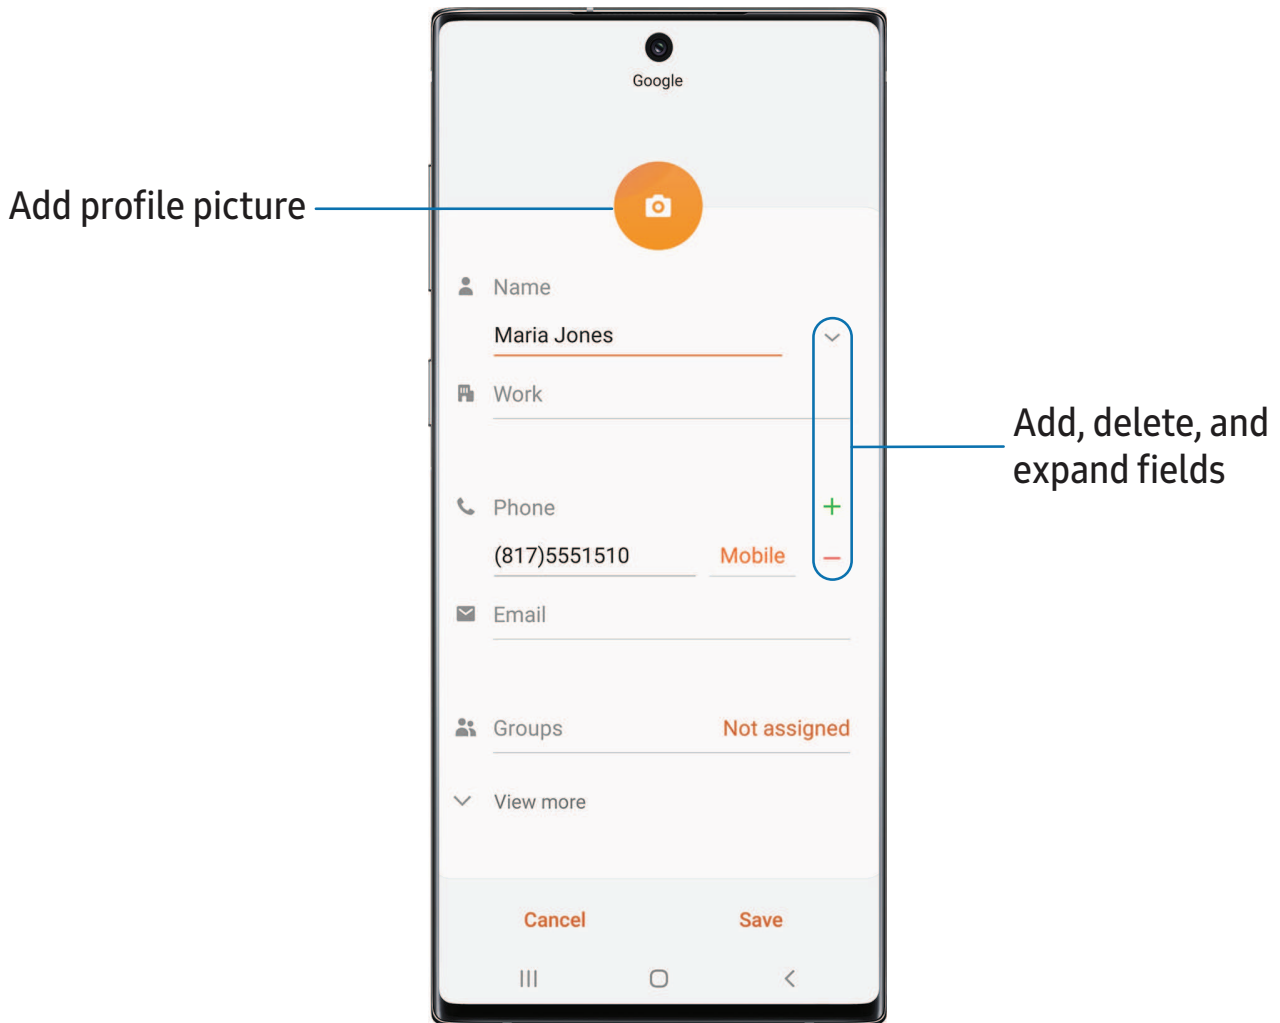 Google
Add profile picture
Name
Maria Jones
Work
Add, delete, and
expand fields
Phone
(817)5551510 Mobile
Email
Groups Not assigned
View more
Cancel Save